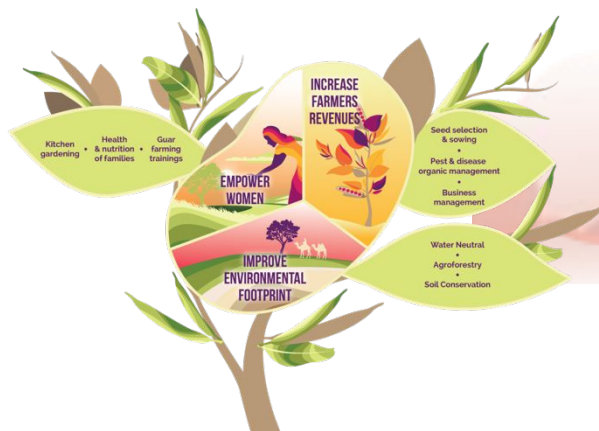 INCREASE
FARMERS
REVENUES
EMPOWER
WOMEN
IMPROVE
ENVIRONMENTAL
FOOTPRINT
Kitchen
gardening
•
Health
& nutrition
of families
•
Guar
farming
trainings
Seed selection
& sowing
•
Pest & disease
organic management
•
Business
management
Water Neutral
•
Agroforestry
•
Soil Conservation